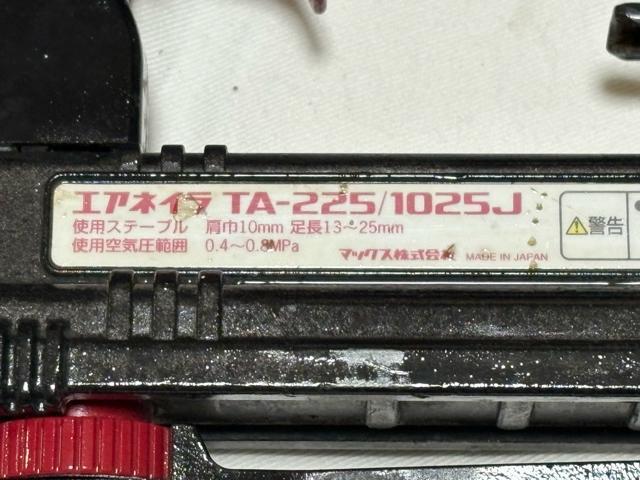 エアネイラ TA-225/1025J
使用ステープル 肩巾10mm 足長13〜25mm
使用空気圧範囲 0.4〜0.8MPa
マックス株式会社 MADE IN JAPAN
警告